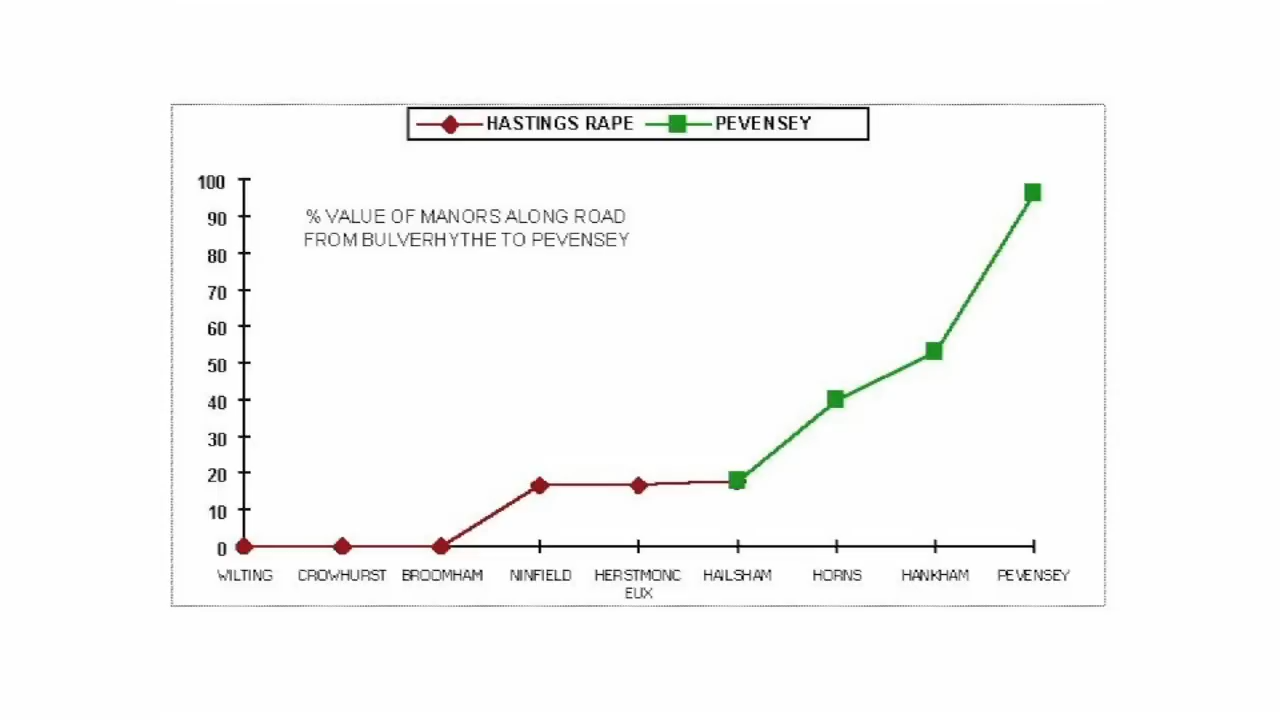 HASTINGS RAPE PEVENSEY
% VALUE OF MANORS ALONG ROAD
FROM BULVERHYTHE TO PEVENSEY
100
90
80
70
60
50
40
30
20
10
0
WILTING CROWHURST BROOMHAM NINFIELD HERSTMONC HAILSHAM HORNS HANKHAM PEVENSEY
EUX